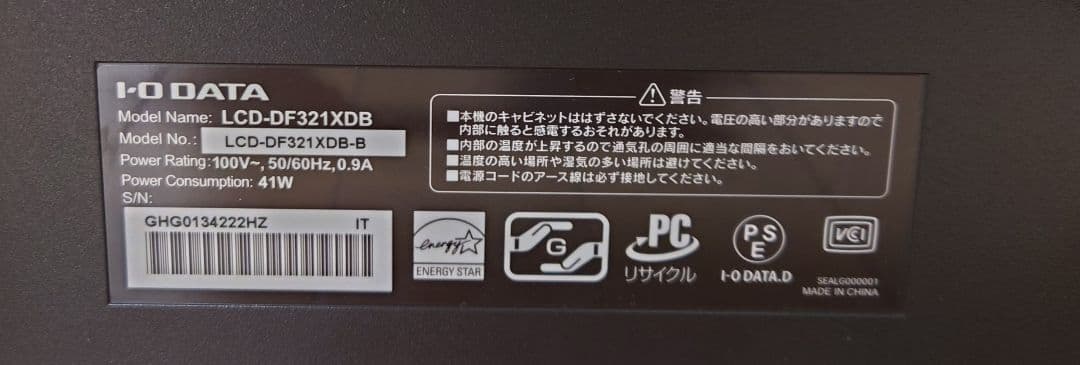 I-O DATA
Model Name: LCD-DF321XDB
Model No.: LCD-DF321XDB-B
Power Rating:100V~, 50/60Hz, 0.9A
Power Consumption: 41W
S/N:
GHG0134222HZ IT
警告
■本機のキャビネットははずさないでください。電圧の高い部分がありますので
内部に触ると感電するおそれがあります。
■内部の温度が上昇するので通気孔の周囲に適当な間隔をおいてください。
■温度の高い場所や湿気の多い場所は避けてください。
■電源コードのアース線は必ず接地してください。
energy
ENERGY STAR
G
PC
リサイクル
PS
E
I-O DATA.D
VCI
SEALG000001
MADE IN CHINA